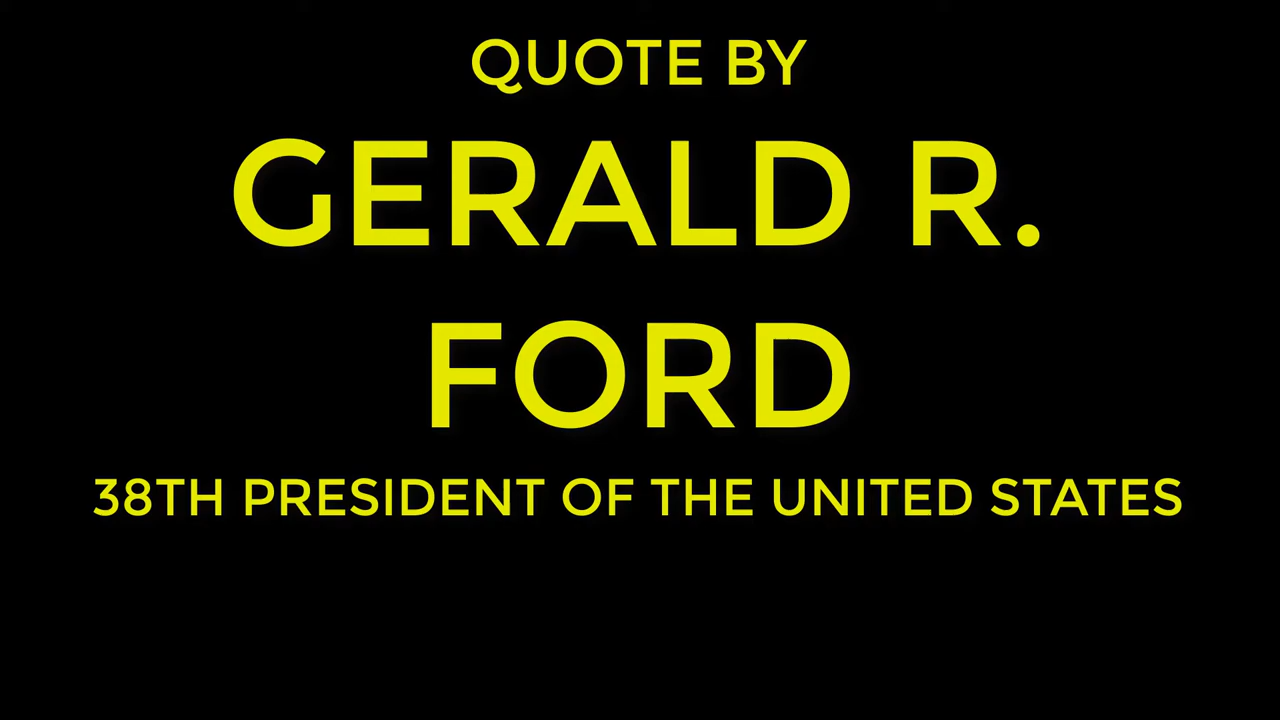 QUOTE BY
GERALD R.
FORD
38TH PRESIDENT OF THE UNITED STATES